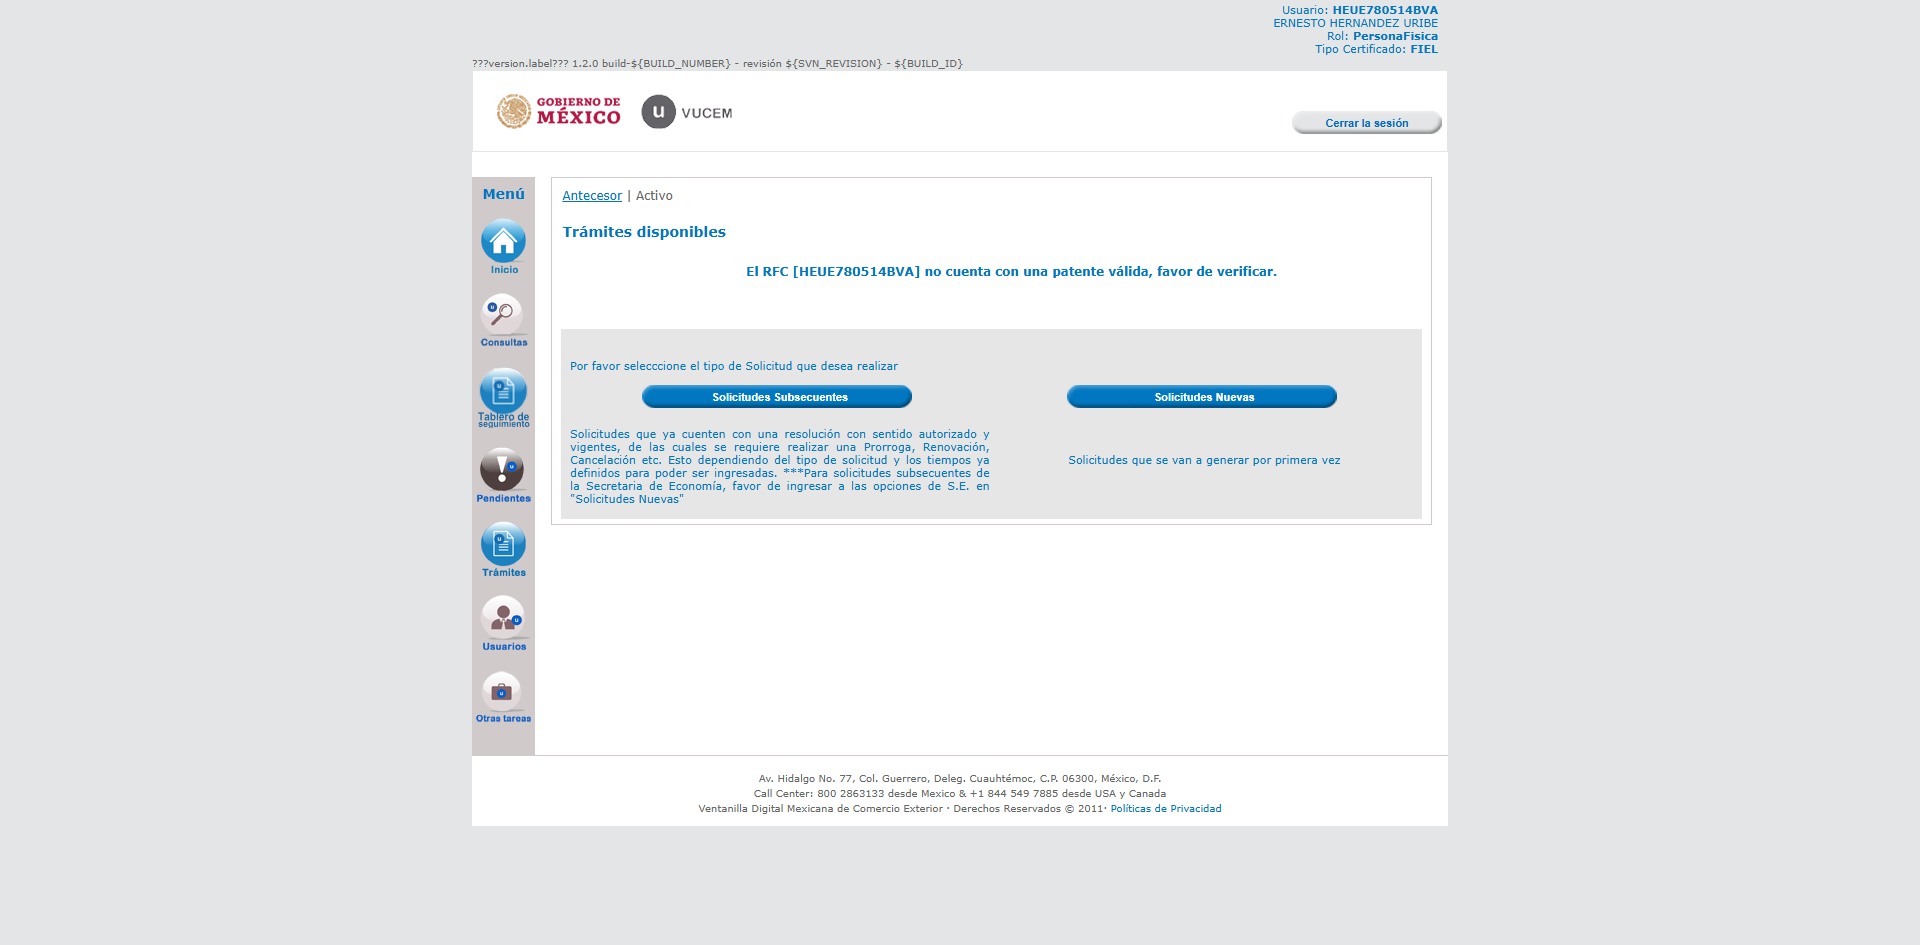 Usuario: HEUE780514BVA
ERNESTO HERNANDEZ URIBE
Rol: PersonaFisica
Tipo Certificado: FIEL
???version.label??? 1.2.0 build-${BUILD_NUMBER} - revisión ${SVN_REVISION} - ${BUILD_ID}
GOBIERNO DE
MÉXICO
u VUCEM
Cerrar la sesión
Menú
Inicio
Consultas
Tablero de
seguimiento
Pendientes
Trámites
Usuarios
Otras tareas
Antecesor | Activo
Trámites disponibles
El RFC [HEUE780514BVA] no cuenta con una patente válida, favor de verificar.
Por favor selecccione el tipo de Solicitud que desea realizar
Solicitudes Subsecuentes
Solicitudes que ya cuenten con una resolución con sentido autorizado y
vigentes, de las cuales se requiere realizar una Prorroga, Renovación,
Cancelación etc. Esto dependiendo del tipo de solicitud y los tiempos ya
definidos para poder ser ingresadas. ***Para solicitudes subsecuentes de
la Secretaria de Economía, favor de ingresar a las opciones de S.E. en
"Solicitudes Nuevas"
Solicitudes Nuevas
Solicitudes que se van a generar por primera vez
Av. Hidalgo No. 77, Col. Guerrero, Deleg. Cuauhtémoc, C.P. 06300, México, D.F.
Call Center: 800 2863133 desde Mexico & +1 844 549 7885 desde USA y Canada
Ventanilla Digital Mexicana de Comercio Exterior · Derechos Reservados © 2011· Políticas de Privacidad